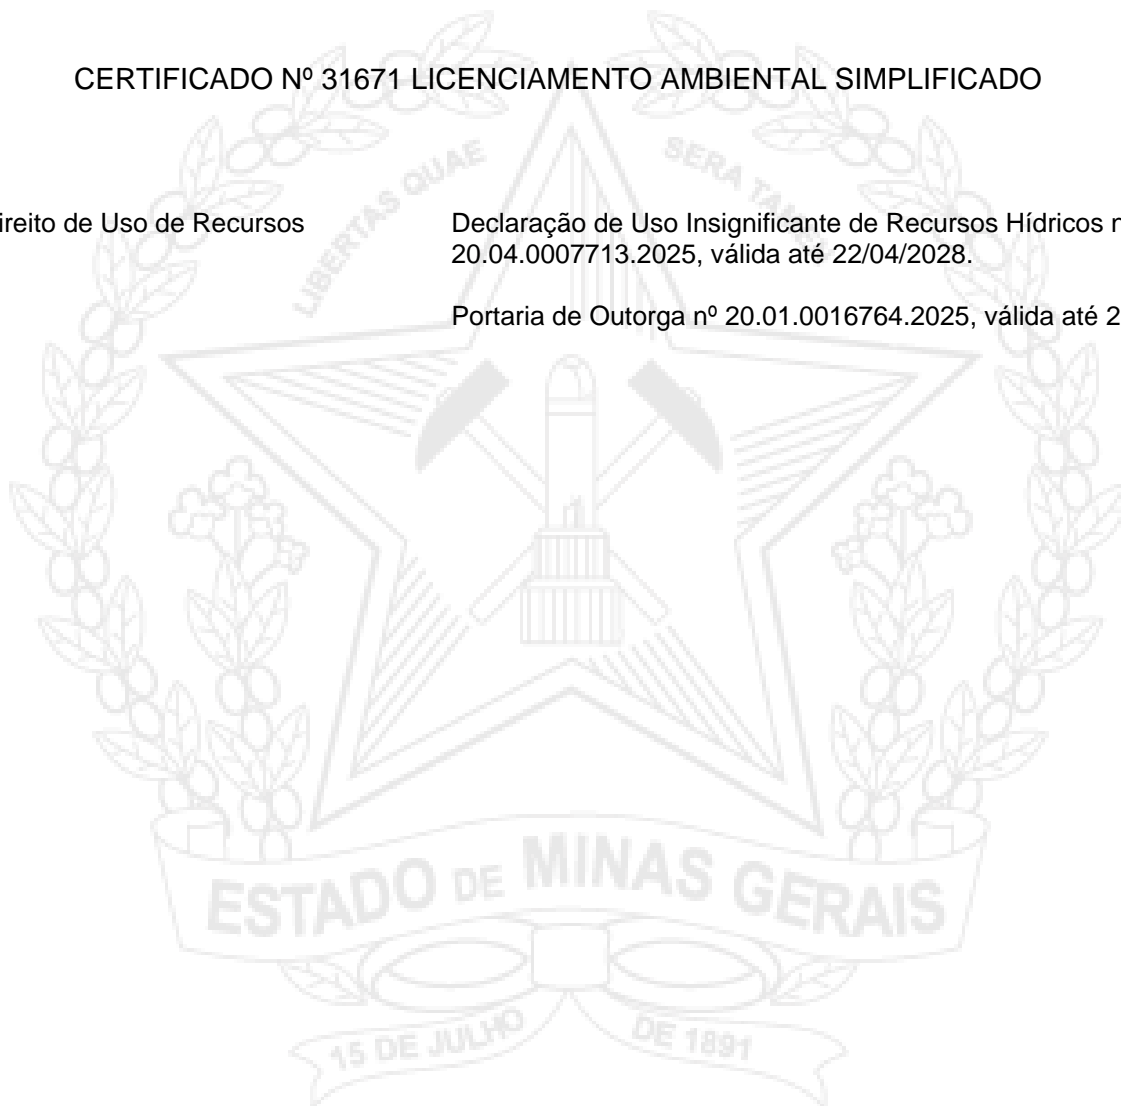 CERTIFICADO Nº 31671 LICENCIAMENTO AMBIENTAL SIMPLIFICADO
ireito de Uso de Recursos
Declaração de Uso Insignificante de Recursos Hídricos n
20.04.0007713.2025, válida até 22/04/2028.
Portaria de Outorga nº 20.01.0016764.2025, válida até 2
LIBERTAS QUAE SERA TAMEN
ESTADO DE MINAS GERAIS
15 DE JULHO DE 1891